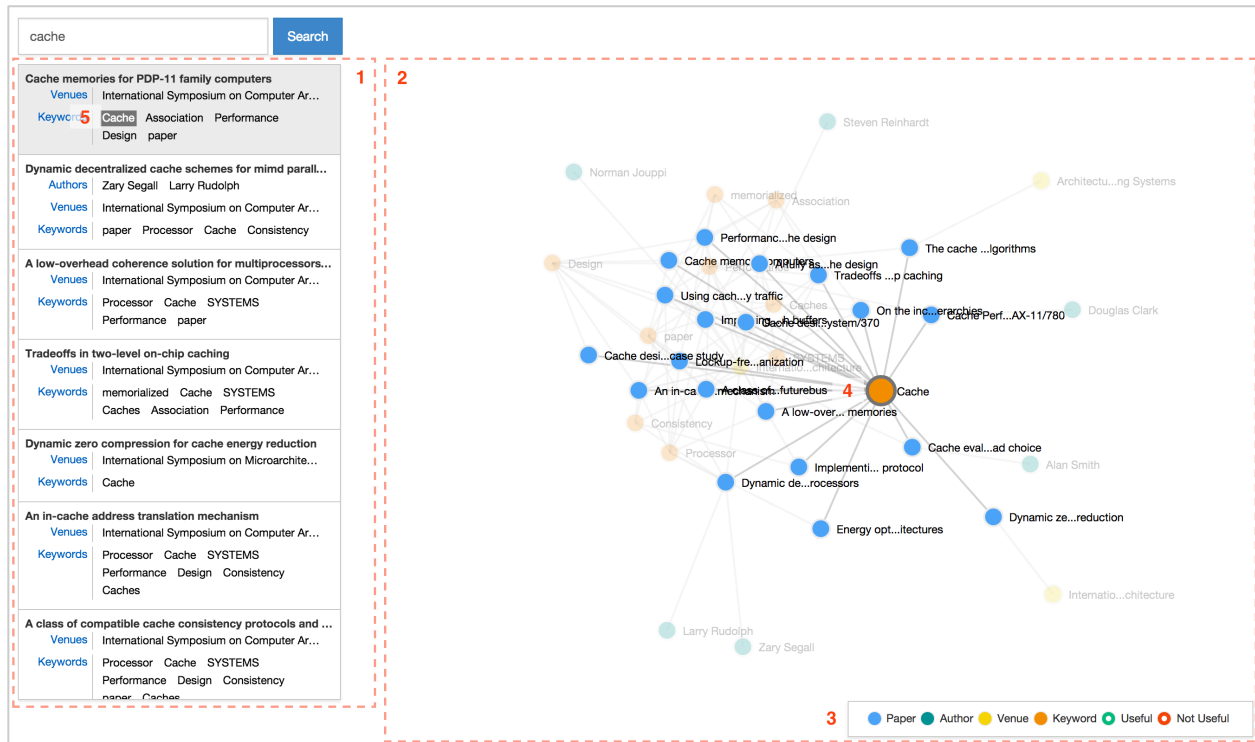 cache
Search
1
Cache memories for PDP-11 family computers
Venues International Symposium on Computer Ar...
5
Cache Association Performance
Design paper
Dynamic decentralized cache schemes for mimd parall...
Authors Zary Segall Larry Rudolph
Venues International Symposium on Computer Ar...
Keywords paper Processor Cache Consistency
A low-overhead coherence solution for multiprocessors...
Venues International Symposium on Computer Ar...
Keywords Processor Cache SYSTEMS
Performance paper
Tradeoffs in two-level on-chip caching
Venues International Symposium on Computer Ar...
Keywords memorialized Cache SYSTEMS
Caches Association Performance
Dynamic zero compression for cache energy reduction
Venues International Symposium on Microarchite...
Keywords Cache
An in-cache address translation mechanism
Venues International Symposium on Computer Ar...
Keywords Processor Cache SYSTEMS
Performance Design Consistency
Caches
A class of compatible cache consistency protocols and ...
Venues International Symposium on Computer Ar...
Keywords Processor Cache SYSTEMS
Performance Design Consistency
paper Caches
2
Steven Reinhardt
Norman Jouppi
Architectu...ng Systems
memorialized
Association
Performanc...he design
The cache ...lgorithms
Design
Tradeoffs ...p caching
Using cach...y traffic
Caches
On the inc...erarchies
Cache Perf...AX-11/780
Douglas Clark
Cache desi...ystem/370
paper
Cache desi...case study
SYSTEMS
Lockup-fre...anization
Internatio...chitecture
4
Cache
A low-over... memories
Consistency
Cache eval...ad choice
Processor
Alan Smith
Implementi... protocol
Dynamic de...rocessors
Dynamic ze...reduction
Energy opt...itectures
Internatio...chitecture
Larry Rudolph
Zary Segall
3
Paper Author Venue Keyword Useful Not Useful